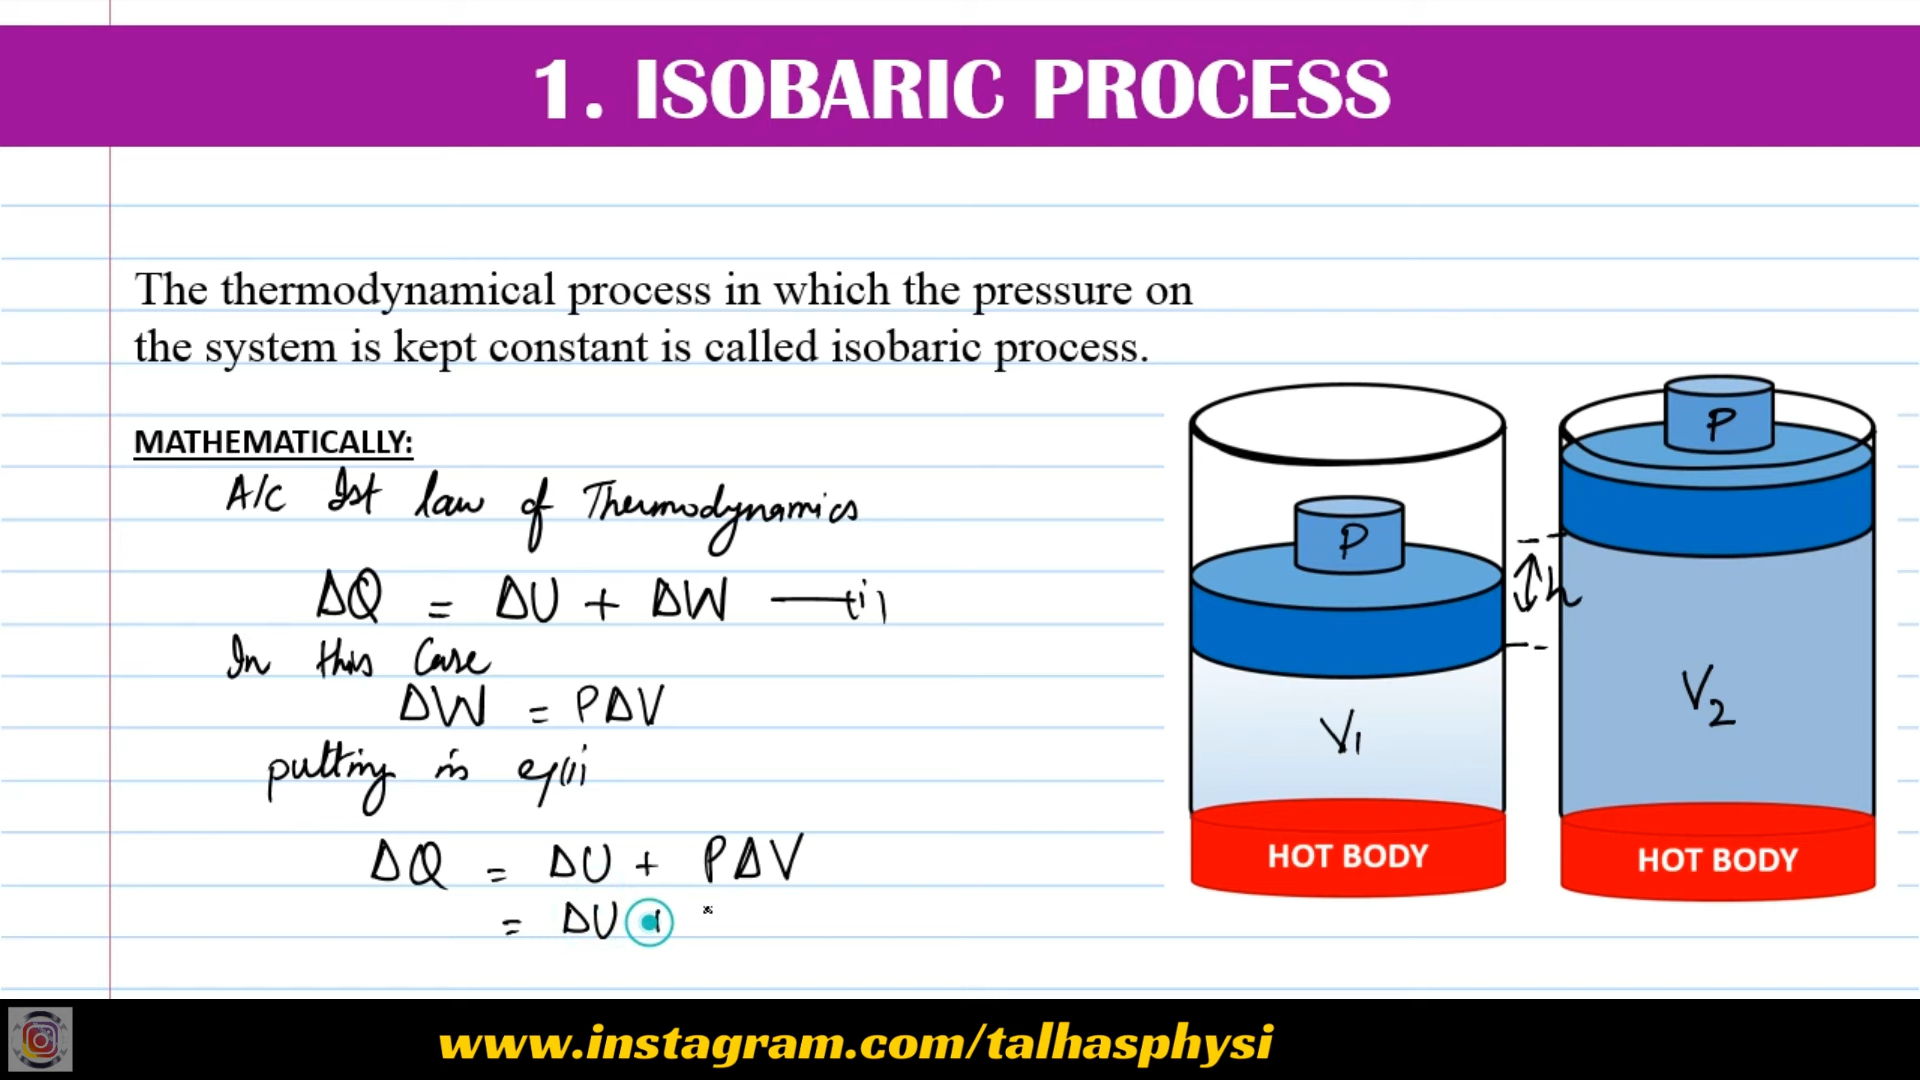 1. ISOBARIC PROCESS
The thermodynamical process in which the pressure on
the system is kept constant is called isobaric process.
MATHEMATICALLY:
A/C Ist law of Thermodynamics
ΔQ = ΔU + ΔW —(i)
In this Case
ΔW = PΔV
putting in eq(i
ΔQ = ΔU + PΔV
= ΔU +
P
P
h
V1
V2
HOT BODY
HOT BODY
www.instagram.com/talhasphysi